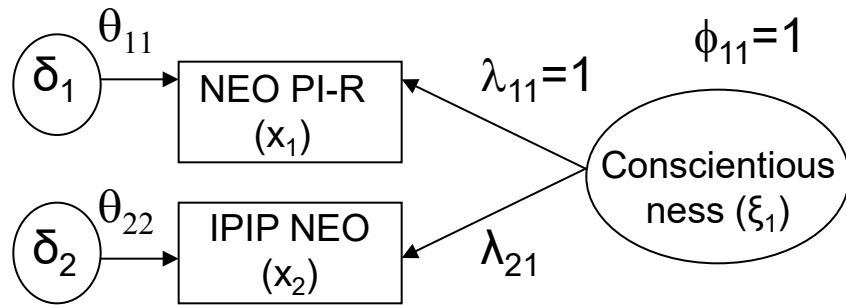 θ₁₁
ϕ₁₁=1
δ₁
NEO PI-R
(x₁)
λ₁₁=1
Conscientious
ness (ξ₁)
θ₂₂
δ₂
IPIP NEO
(x₂)
λ₂₁